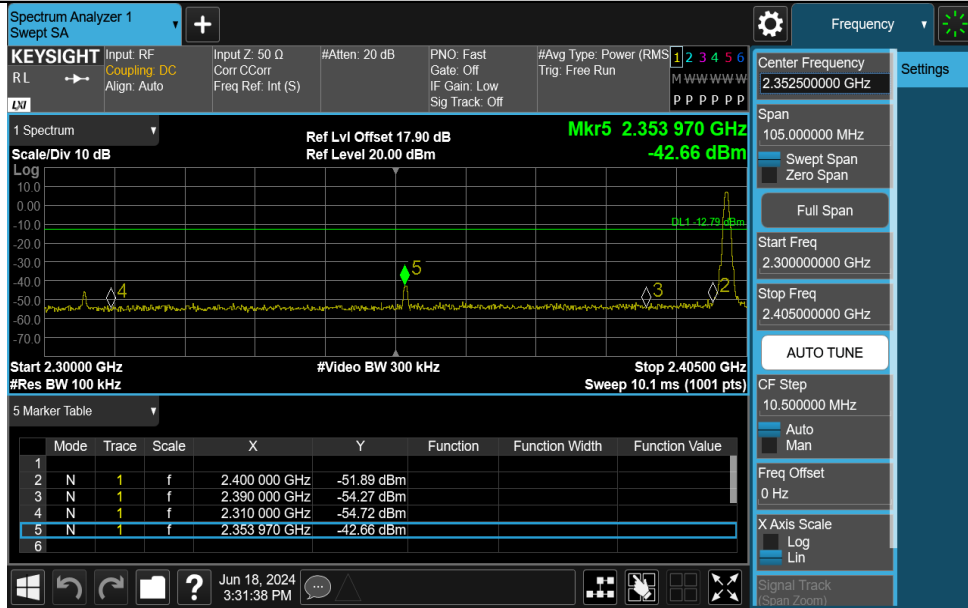 Spectrum Analyzer 1
Swept SA
Frequency
KEYSIGHT
RL
LXI
Input: RF
Coupling: DC
Align: Auto
Input Z: 50 Ω
Corr CCorr
Freq Ref: Int (S)
#Atten: 20 dB
PNO: Fast
Gate: Off
IF Gain: Low
Sig Track: Off
#Avg Type: Power (RMS
Trig: Free Run
1 2 3 4 5 6
M W W W W W
P P P P P P
1 Spectrum
Scale/Div 10 dB
Ref Lvl Offset 17.90 dB
Ref Level 20.00 dBm
Mkr5 2.353 970 GHz
-42.66 dBm
Log
10.0
0.00
-10.0
-20.0
-30.0
-40.0
-50.0
-60.0
-70.0
DL1 -12.79 dBm
4
5
3
2
Start 2.30000 GHz
#Video BW 300 kHz
Stop 2.40500 GHz
#Res BW 100 kHz
Sweep 10.1 ms (1001 pts)
5 Marker Table
Mode Trace Scale X Y Function Function Width Function Value
1
2 N 1 f 2.400 000 GHz -51.89 dBm
3 N 1 f 2.390 000 GHz -54.27 dBm
4 N 1 f 2.310 000 GHz -54.72 dBm
5 N 1 f 2.353 970 GHz -42.66 dBm
6
?
Jun 18, 2024
3:31:38 PM
Settings
Center Frequency
2.352500000 GHz
Span
105.000000 MHz
Swept Span
Zero Span
Full Span
Start Freq
2.300000000 GHz
Stop Freq
2.405000000 GHz
AUTO TUNE
CF Step
10.500000 MHz
Auto
Man
Freq Offset
0 Hz
X Axis Scale
Log
Lin
Signal Track
(Span Zoom)